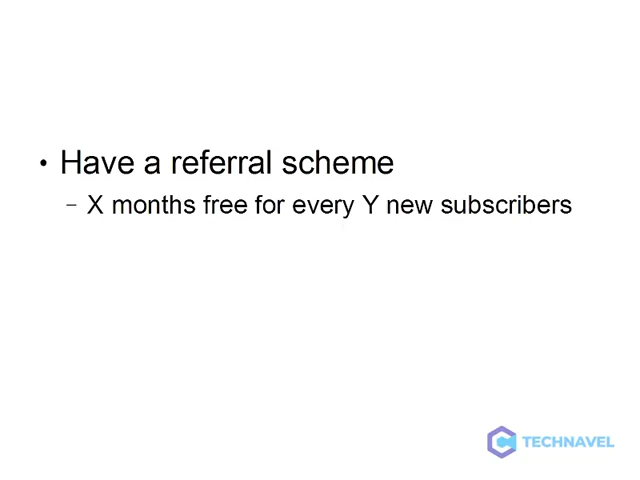 • Have a referral scheme
– X months free for every Y new subscribers
TECHNAVEL